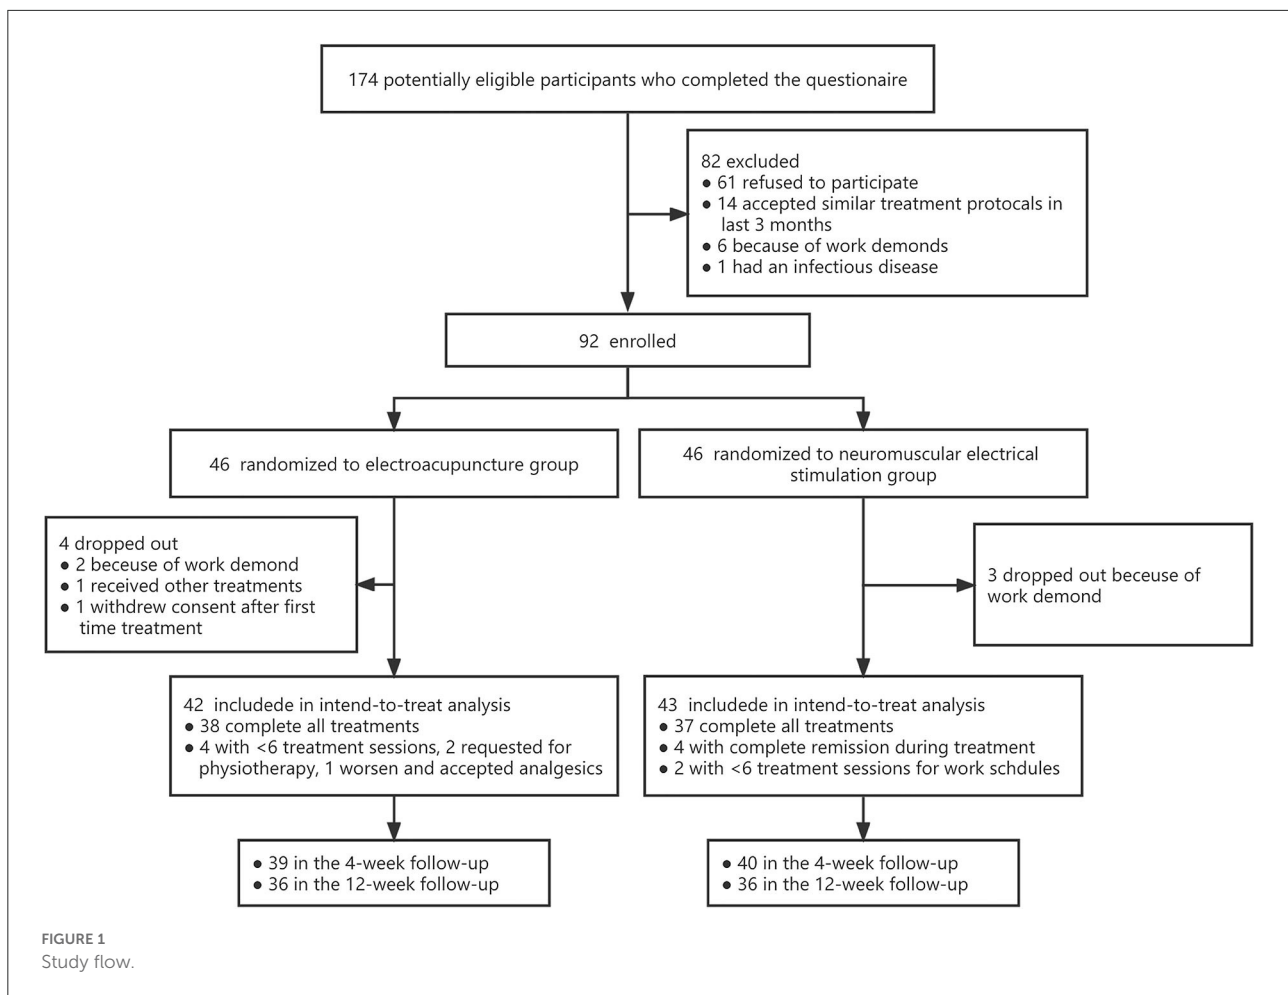 174 potentially eligible participants who completed the questionaire
82 excluded
● 61 refused to participate
● 14 accepted similar treatment protocals in
last 3 months
● 6 because of work demonds
● 1 had an infectious disease
92 enrolled
46 randomized to electroacupuncture group
46 randomized to neuromuscular electrical
stimulation group
4 dropped out
● 2 beceuse of work demond
● 1 received other treatments
● 1 withdrew consent after first
time treatment
3 dropped out beceuse of
work demond
42 includede in intend-to-treat analysis
● 38 complete all treatments
● 4 with <6 treatment sessions, 2 requested for
physiotherapy, 1 worsen and accepted analgesics
43 includede in intend-to-treat analysis
● 37 complete all treatments
● 4 with complete remission during treatment
● 2 with <6 treatment sessions for work schdules
● 39 in the 4-week follow-up
● 36 in the 12-week follow-up
● 40 in the 4-week follow-up
● 36 in the 12-week follow-up
FIGURE 1
Study flow.